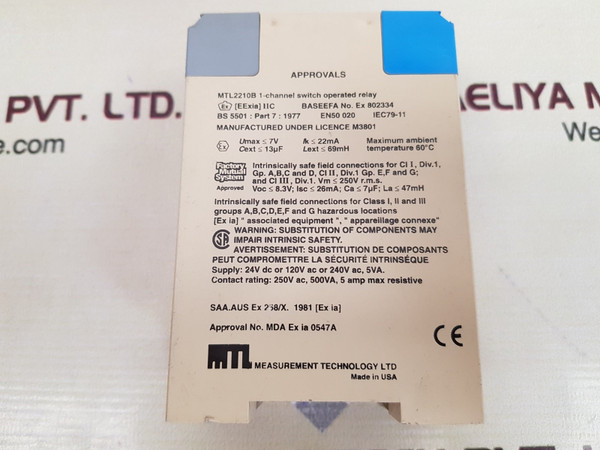 APPROVALS
MTL2210B 1-channel switch operated relay
[EExia] IIC BASEEFA No. Ex 802334
BS 5501 : Part 7 : 1977 EN50 020 IEC79-11
MANUFACTURED UNDER LICENCE M3801
Umax ≤ 7V Ik ≤ 22mA Maximum ambient
Cext ≤ 13µF Lext ≤ 69mH temperature 60°C
Factory Mutual System Approved
Intrinsically safe field connections for Cl I, Div.1,
Gp. A,B,C and D, Cl II, Div.1 Gp. E,F and G;
and Cl III, Div.1. Vm ≤ 250V r.m.s.
Voc ≤ 8.3V; Isc ≤ 26mA; Ca ≤ 7µF; La ≤ 47mH
Intrinsically safe field connections for Class I, II and III
groups A,B,C,D,E,F and G hazardous locations
[Ex ia] " associated equipment ", " appareillage connexe"
WARNING: SUBSTITUTION OF COMPONENTS MAY
IMPAIR INTRINSIC SAFETY.
AVERTISSEMENT: SUBSTITUTION DE COMPOSANTS
PEUT COMPROMETTRE LA SÉCURITÉ INTRINSÈQUE
Supply: 24V dc or 120V ac or 240V ac, 5VA.
Contact rating: 250V ac, 500VA, 5 amp max resistive
SAA.AUS Ex 268/X. 1981 [Ex ia]
Approval No. MDA Ex ia 0547A
CE
MTL MEASUREMENT TECHNOLOGY LTD
Made in USA
PVT. LTD.
AELIYA M